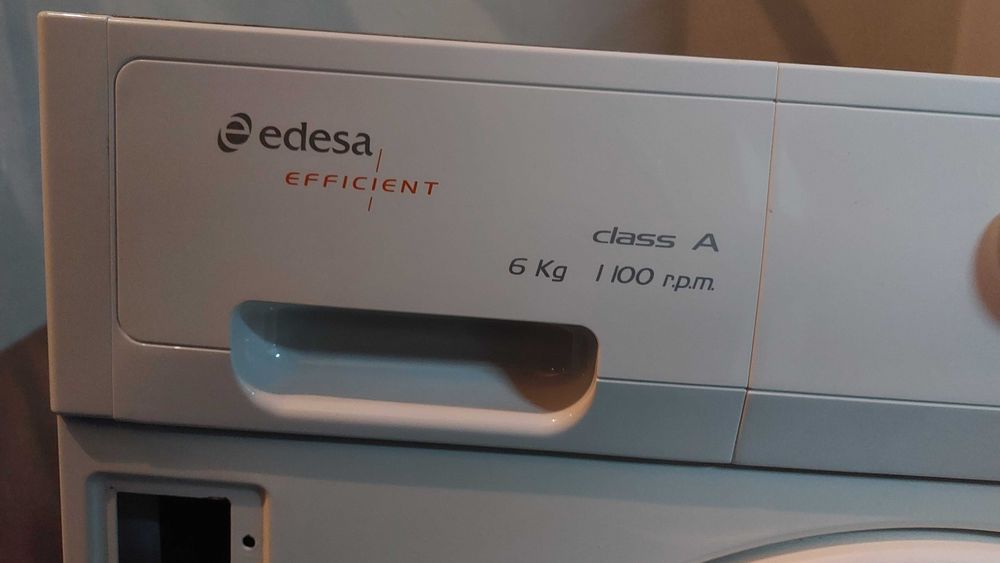 edesa
EFFICIENT
class A
6 Kg 1100 r.p.m.